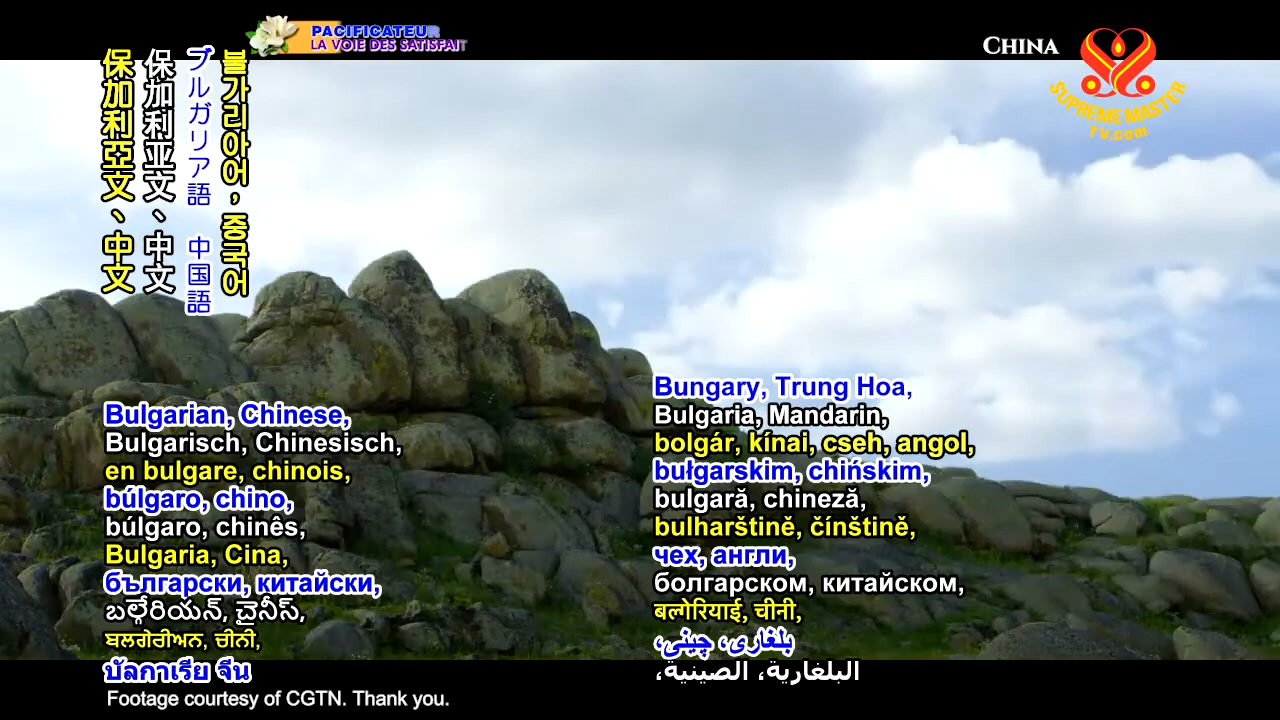 PACIFICATEUR
LA VOIE DES SATISFAIT
CHINA
SUPREME MASTER
TV.com
保加利亞文、中文
保加利亚文、中文
ブルガリア語 中国語
불가리아어, 중국어
Bulgarian, Chinese,
Bulgarisch, Chinesisch,
en bulgare, chinois,
búlgaro, chino,
búlgaro, chinês,
Bulgaria, Cina,
български, китайски,
బల్గేరియన్, చైనీస్,
ਬਲਗੇਰੀਅਨ, ਚੀਨੀ,
บัลกาเรีย จีน
Bungary, Trung Hoa,
Bulgaria, Mandarin,
bolgár, kínai, cseh, angol,
bułgarskim, chińskim,
bulgară, chineză,
bulharštině, čínštině,
чех, англи,
болгарском, китайском,
बल्गेरियाई, चीनी,
بلغاری، چینی،
البلغارية، الصينية،
Footage courtesy of CGTN. Thank you.